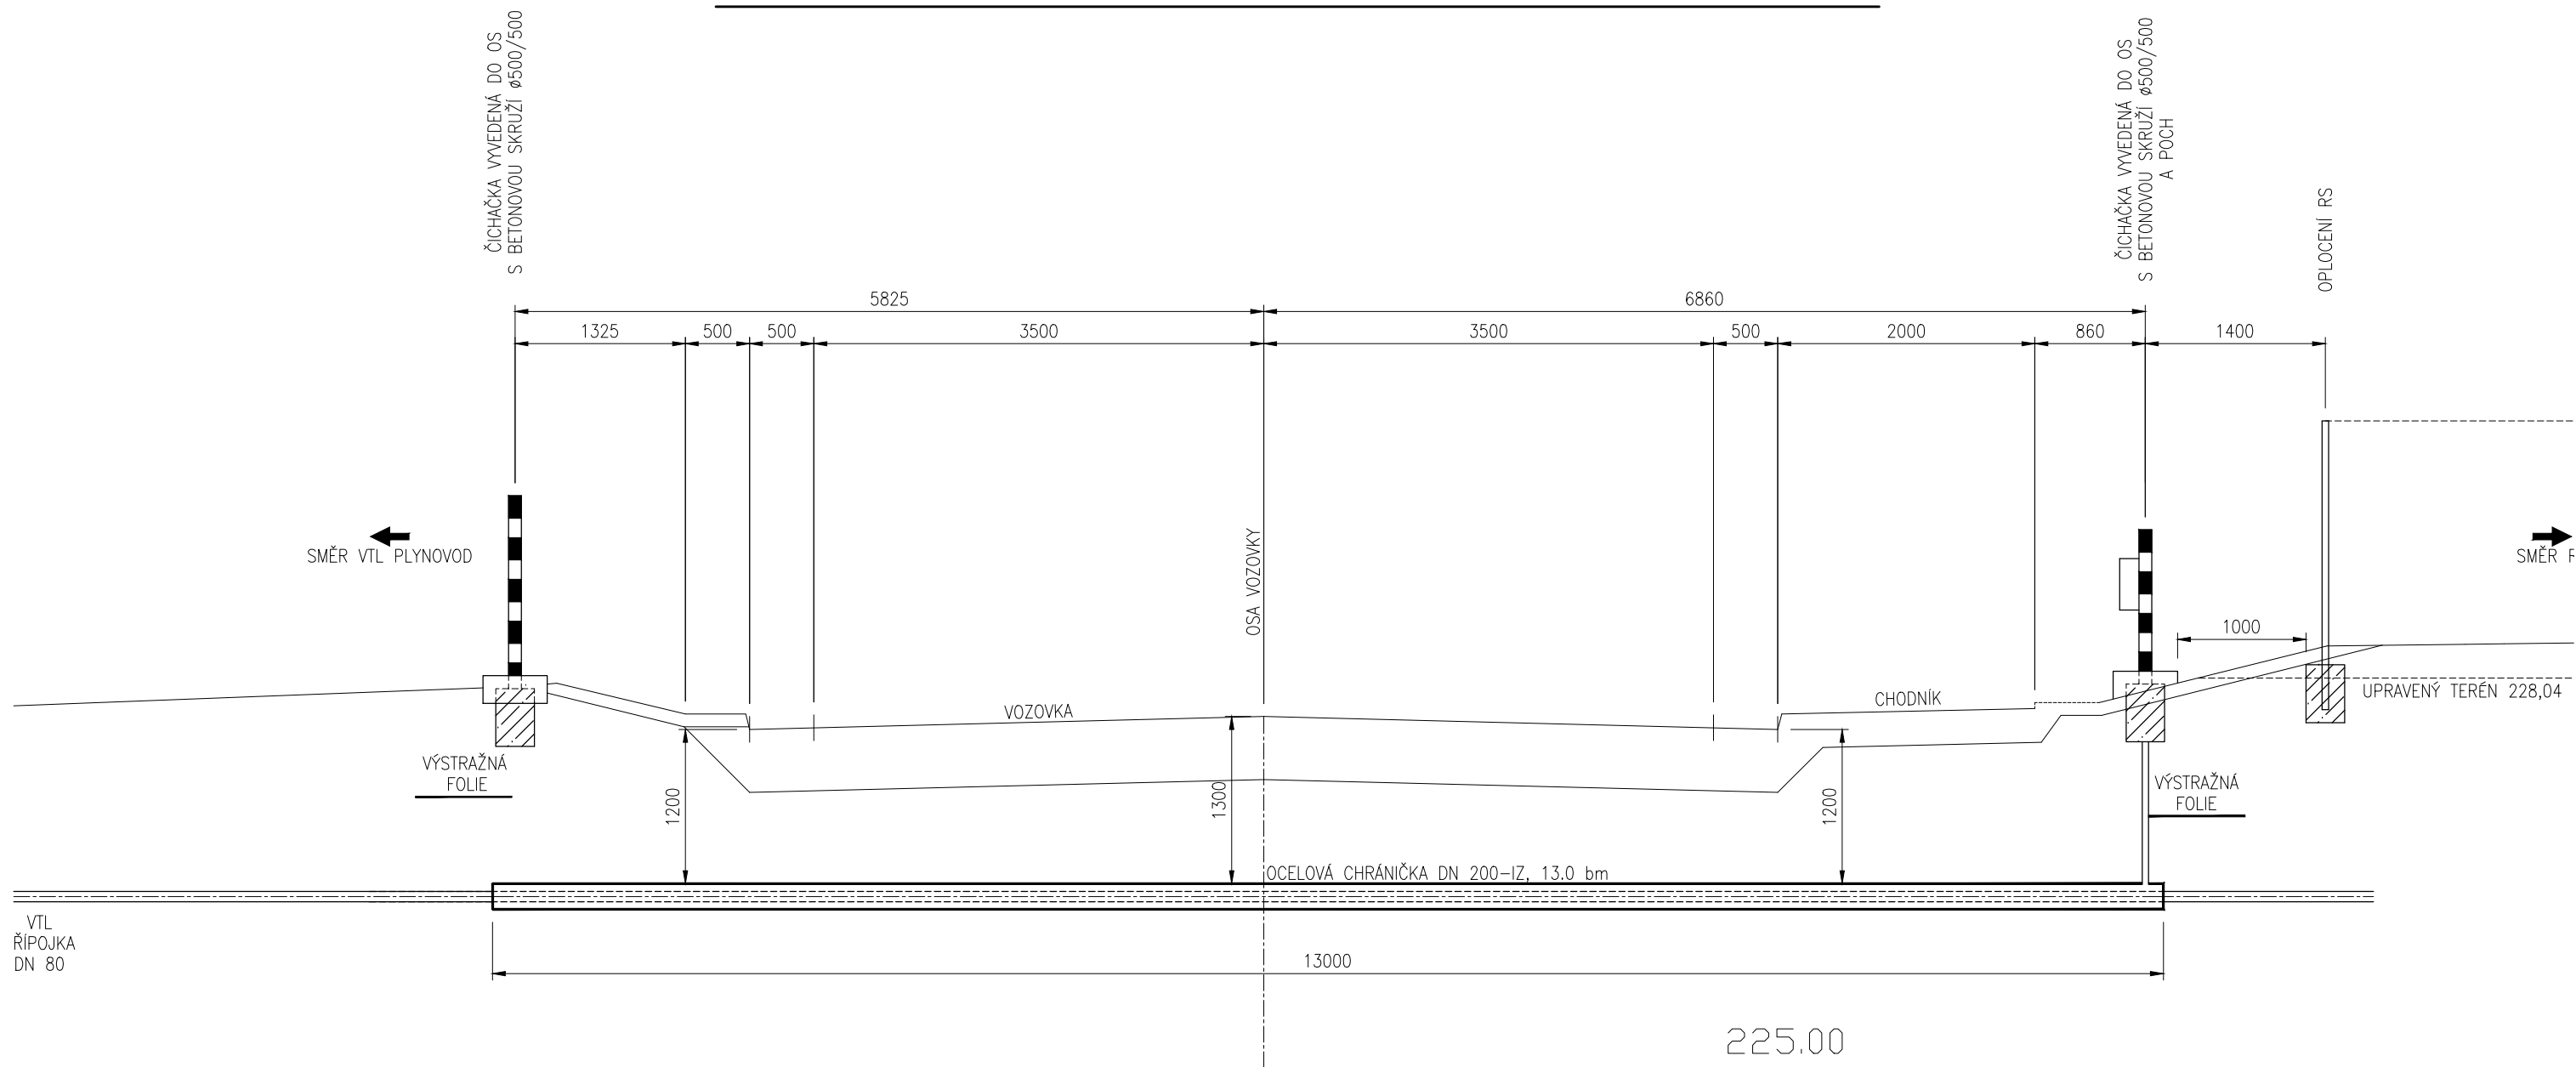 ČICHAČKA VYVEDENÁ DO OS
S BETONOVOU SKRUŽÍ ø500/500
ČICHAČKA VYVEDENÁ DO OS
S BETONOVOU SKRUŽÍ ø500/500
A POCH
OPLOCENÍ RS
5825
6860
1325
500
500
3500
3500
500
2000
860
1400
SMĚR VTL PLYNOVOD
OSA VOZOVKY
SMĚR
1000
VOZOVKA
CHODNÍK
UPRAVENÝ TERÉN 228,04
VÝSTRAŽNÁ
FOLIE
1200
1300
1200
VÝSTRAŽNÁ
FOLIE
OCELOVÁ CHRÁNIČKA DN 200-IZ, 13.0 bm
VTL
ŘÍPOJKA
DN 80
13000
225.00